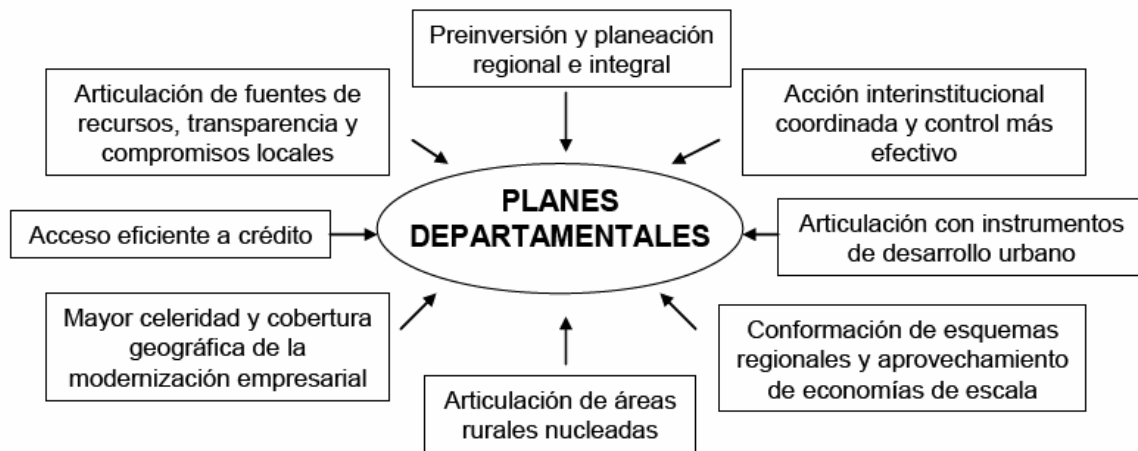 Preinversión y planeación
regional e integral
Articulación de fuentes de
recursos, transparencia y
compromisos locales
Acción interinstitucional
coordinada y control más
efectivo
PLANES
DEPARTAMENTALES
Acceso eficiente a crédito
Articulación con instrumentos
de desarrollo urbano
Mayor celeridad y cobertura
geográfica de la
modernización empresarial
Articulación de áreas
rurales nucleadas
Conformación de esquemas
regionales y aprovechamiento
de economías de escala